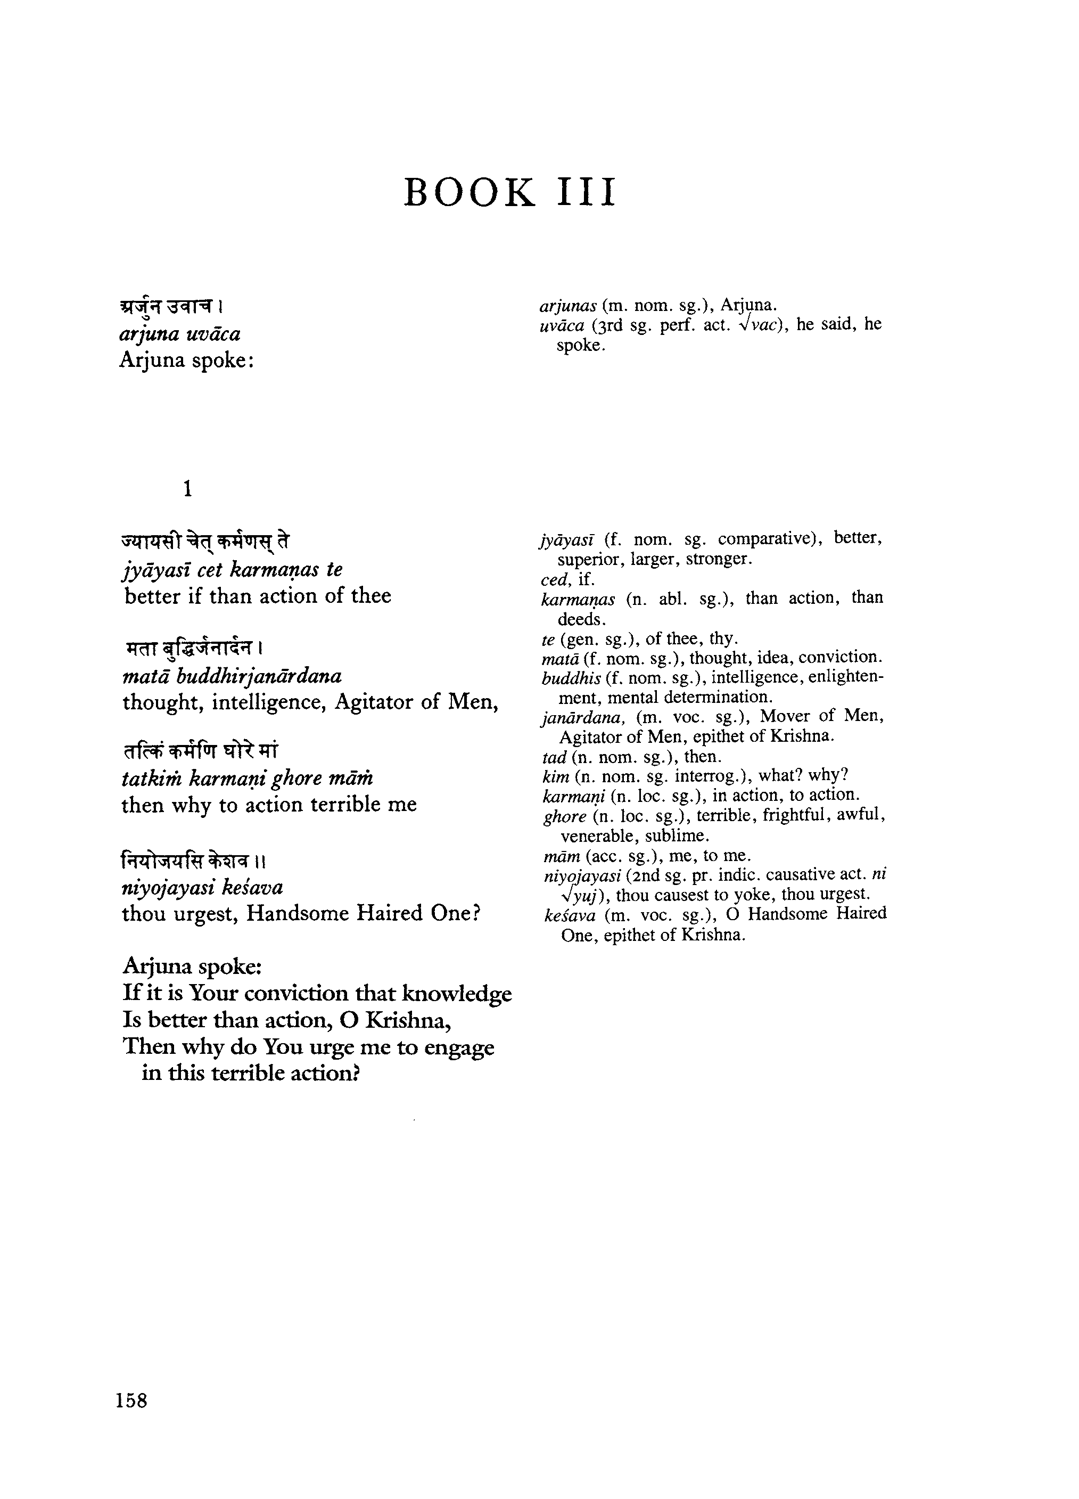 BOOK III
अर्जुन उवाच ।
arjuna uvāca
Arjuna spoke:
arjunas (m. nom. sg.), Arjuna.
uvāca (3rd sg. perf. act. √vac), he said, he
spoke.
1
ज्यायसी चेत् कर्मणस् ते
jyāyasī cet karmaṇas te
better if than action of thee
मता बुद्धिर्जनार्दन ।
matā buddhirjanārdana
thought, intelligence, Agitator of Men,
तत्किं कर्मणि घोरे मां
tatkiṁ karmaṇi ghore māṁ
then why to action terrible me
नियोजयसि केशव ॥
niyojayasi keśava
thou urgest, Handsome Haired One?
Arjuna spoke:
If it is Your conviction that knowledge
Is better than action, O Krishna,
Then why do You urge me to engage
in this terrible action?
jyāyasī (f. nom. sg. comparative), better,
superior, larger, stronger.
ced, if.
karmaṇas (n. abl. sg.), than action, than
deeds.
te (gen. sg.), of thee, thy.
matā (f. nom. sg.), thought, idea, conviction.
buddhis (f. nom. sg.), intelligence, enlighten-
ment, mental determination.
janārdana, (m. voc. sg.), Mover of Men,
Agitator of Men, epithet of Krishna.
tad (n. nom. sg.), then.
kim (n. nom. sg. interrog.), what? why?
karmaṇi (n. loc. sg.), in action, to action.
ghore (n. loc. sg.), terrible, frightful, awful,
venerable, sublime.
mām (acc. sg.), me, to me.
niyojayasi (2nd sg. pr. indic. causative act. ni
√yuj), thou causest to yoke, thou urgest.
keśava (m. voc. sg.), O Handsome Haired
One, epithet of Krishna.
158